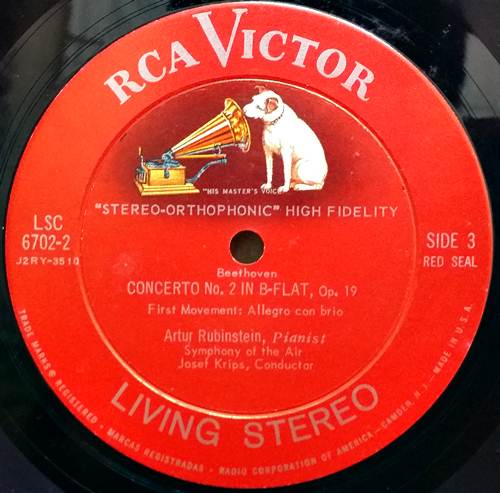 RCA VICTOR
"HIS MASTER'S VOICE"
"STEREO-ORTHOPHONIC" HIGH FIDELITY
LSC
6702-2
J2RY-3510
SIDE 3
RED SEAL
Beethoven
CONCERTO No. 2 IN B-FLAT, Op. 19
First Movement: Allegro con brio
Artur Rubinstein, Pianist
Symphony of the Air
Josef Krips, Conductor
LIVING STEREO
TRADE MARKS ® REGISTERED - MARCAS REGISTRADAS - RADIO CORPORATION OF AMERICA-CAMDEN, N.J.-MADE IN U.S.A.